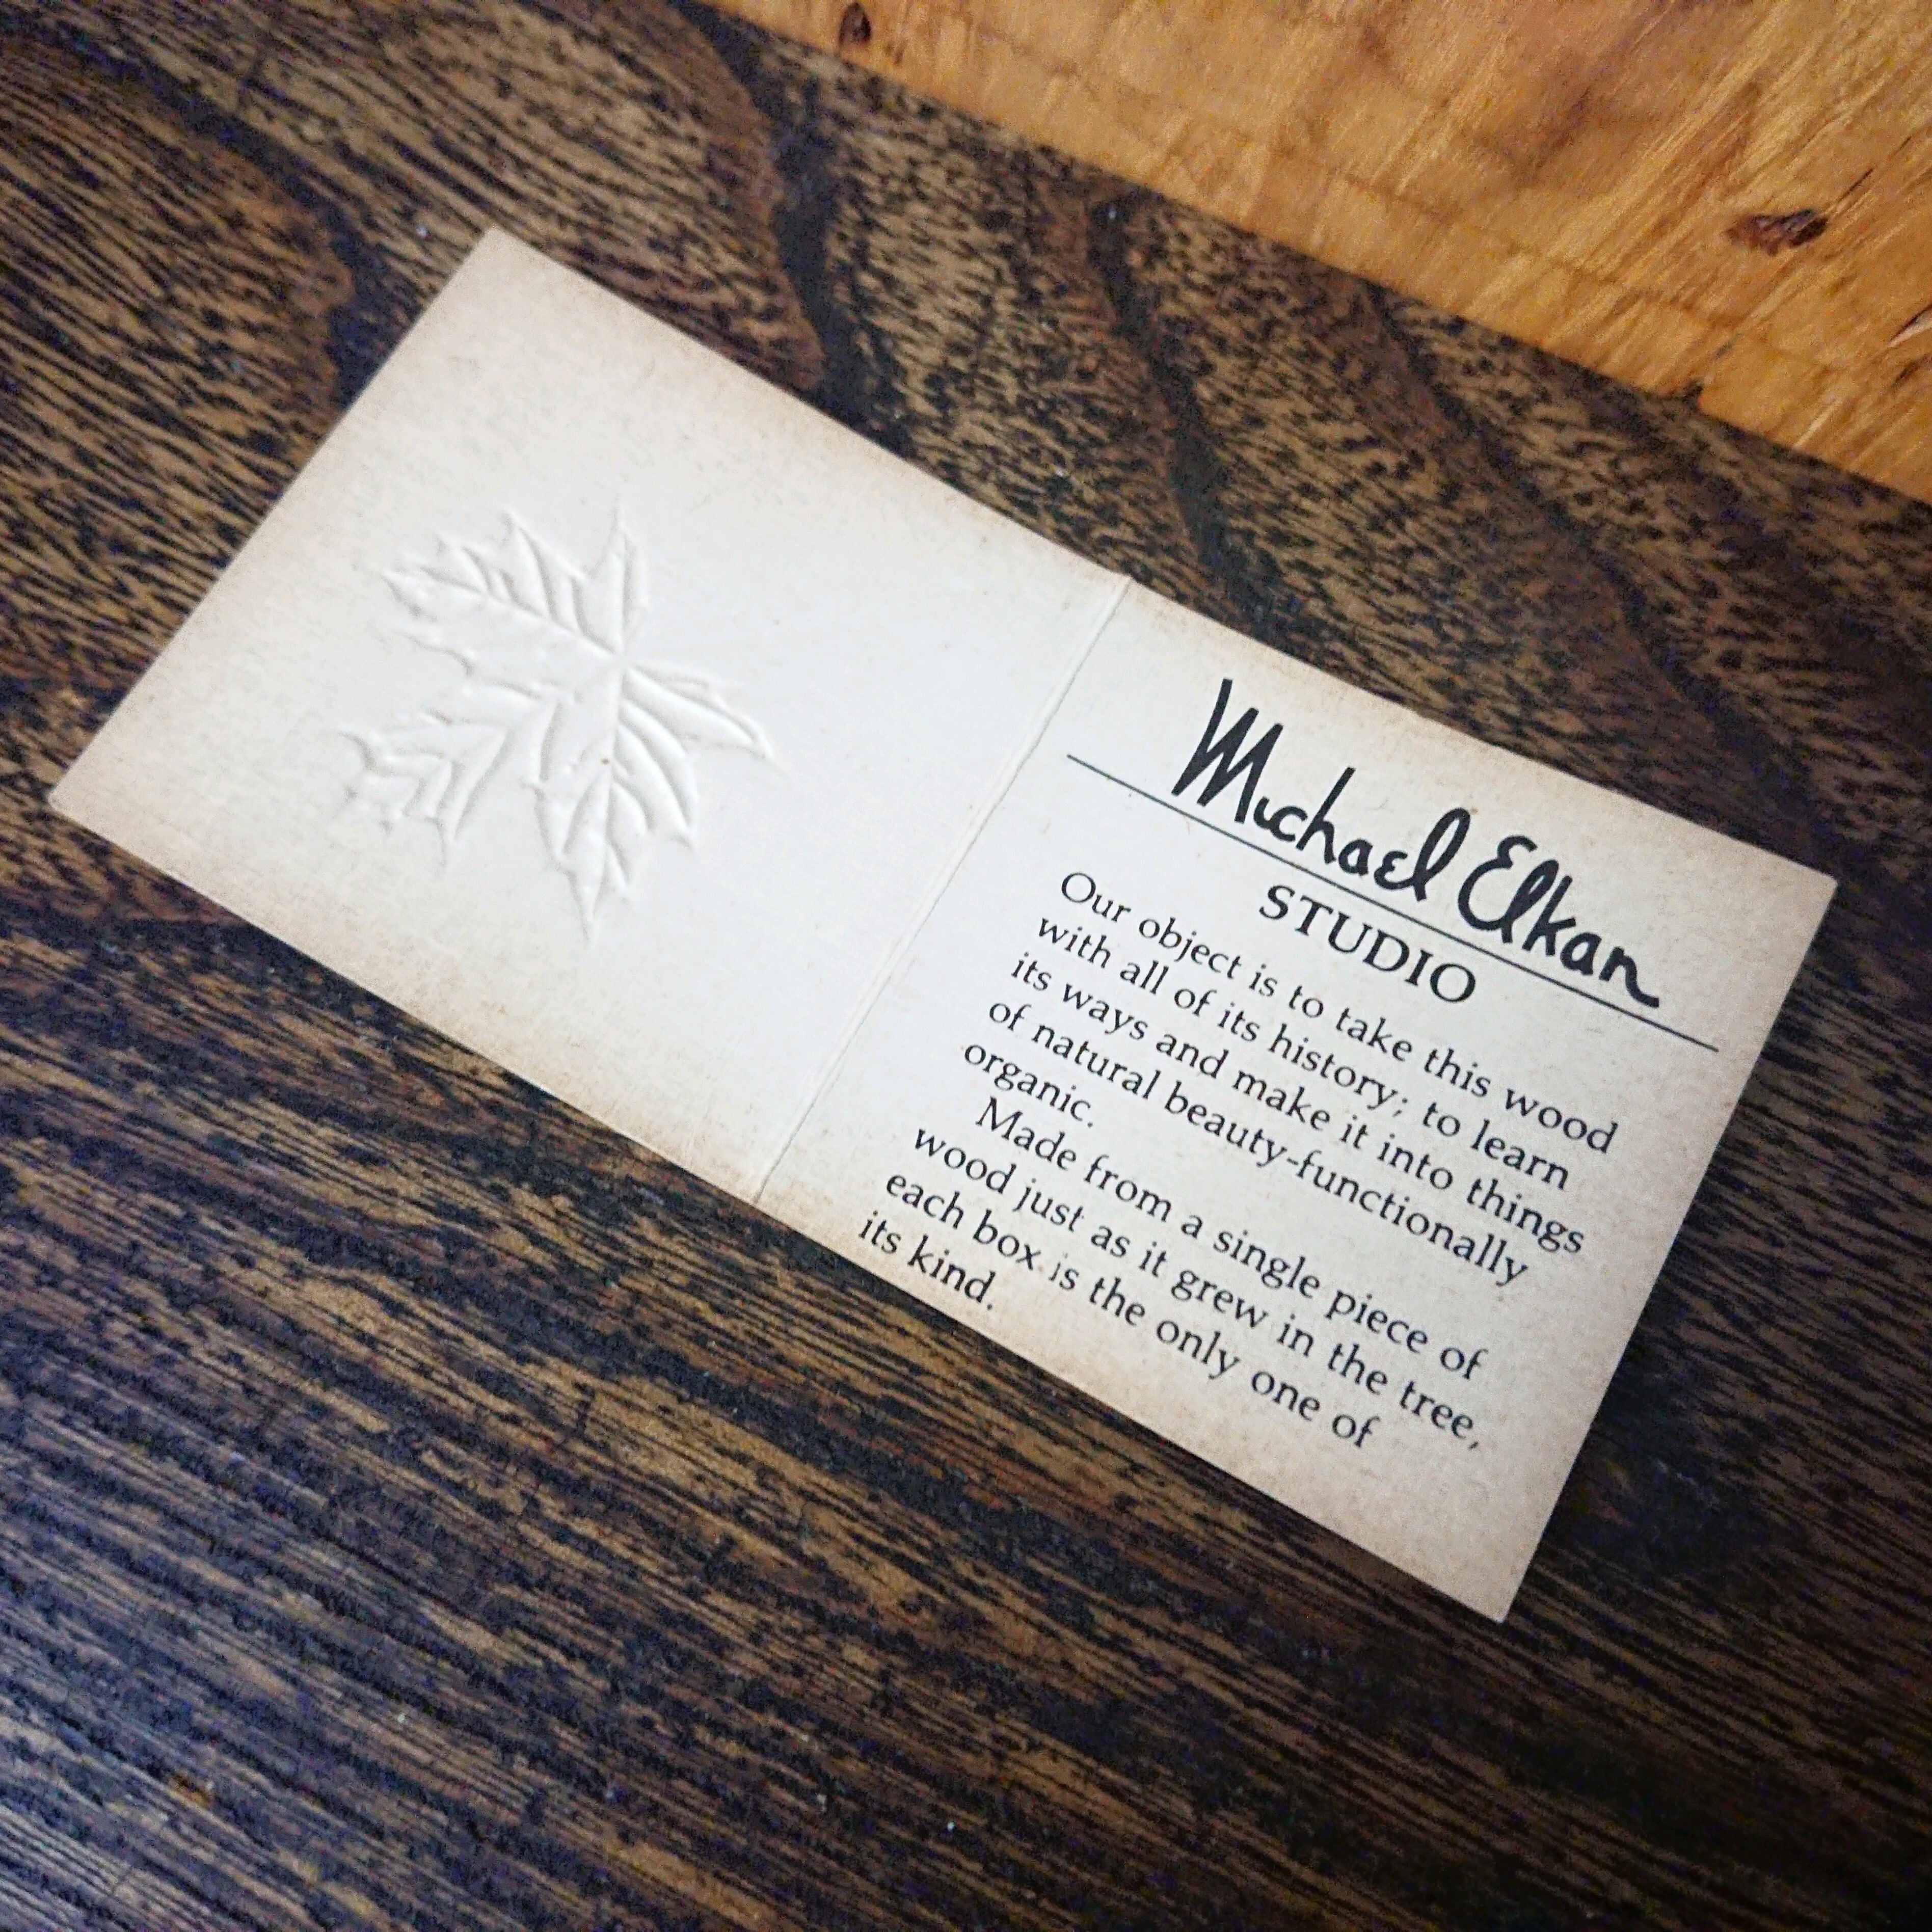 Michael Elkan
STUDIO
Our object is to take this wood
with all of its history; to learn
its ways and make it into things
of natural beauty-functionally
organic.
Made from a single piece of
wood just as it grew in the tree,
each box is the only one of
its kind.